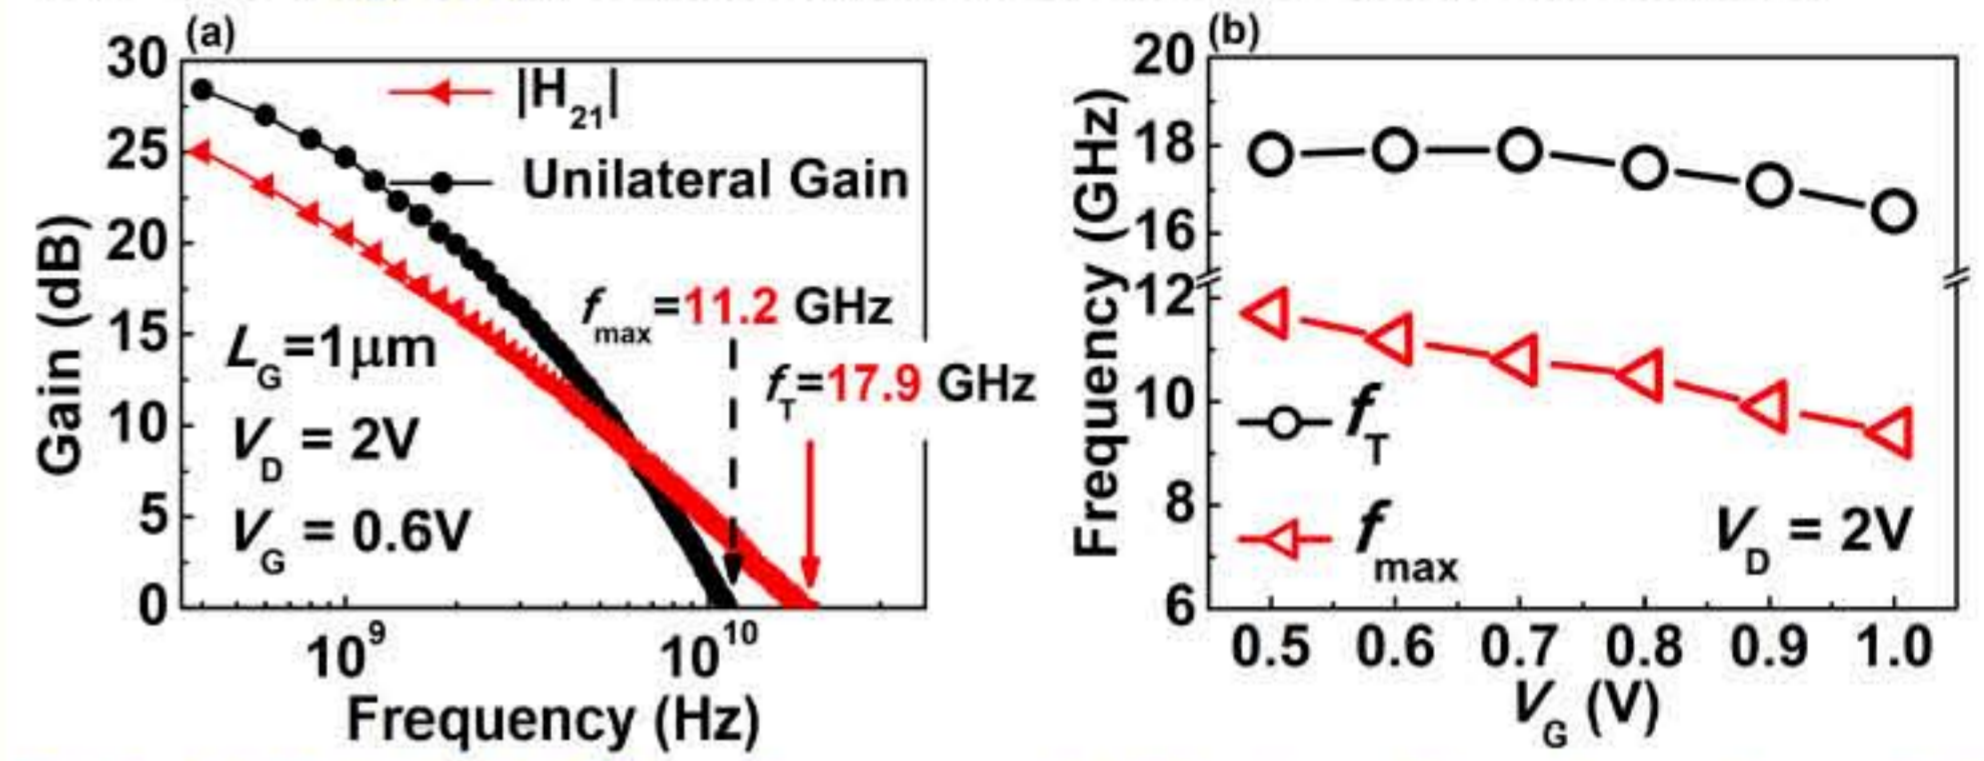 (a)
30
25
20
15
10
5
0
Gain (dB)
|H21|
Unilateral Gain
fmax=11.2 GHz
fT=17.9 GHz
LG=1μm
VD = 2V
VG = 0.6V
10^9
10^10
Frequency (Hz)
(b)
20
18
16
12
10
8
6
Frequency (GHz)
fT
fmax
VD = 2V
0.5 0.6 0.7 0.8 0.9 1.0
VG (V)